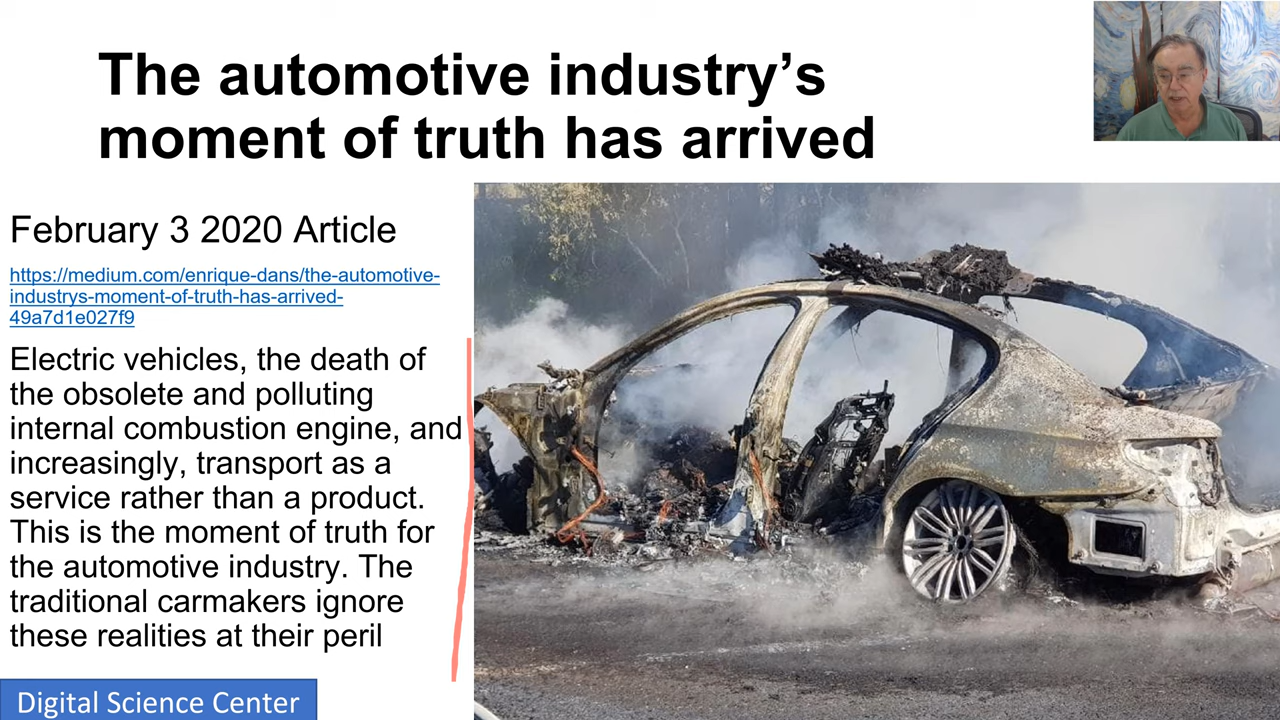 The automotive industry’s
moment of truth has arrived
February 3 2020 Article
https://medium.com/enrique-dans/the-automotive-
industrys-moment-of-truth-has-arrived-
49a7d1e027f9
Electric vehicles, the death of
the obsolete and polluting
internal combustion engine, and
increasingly, transport as a
service rather than a product.
This is the moment of truth for
the automotive industry. The
traditional carmakers ignore
these realities at their peril
Digital Science Center